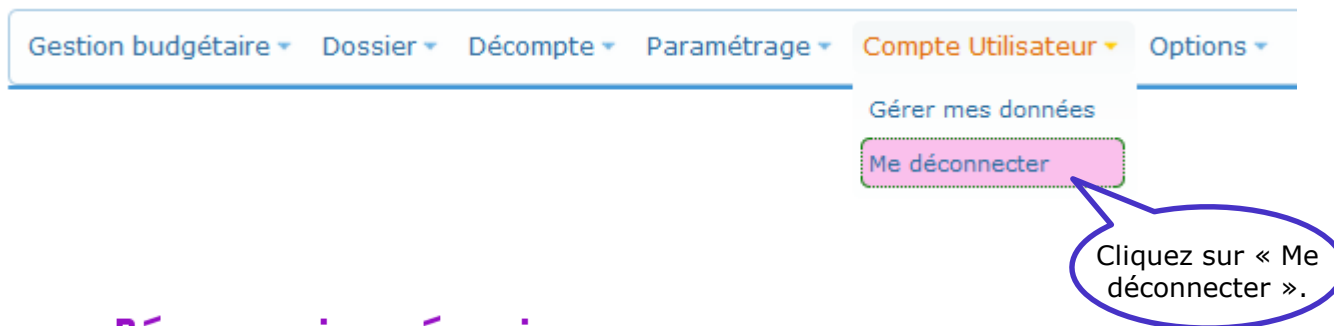 Gestion budgétaire Dossier Décompte Paramétrage Compte Utilisateur Options
Gérer mes données
Me déconnecter
Cliquez sur « Me
déconnecter ».